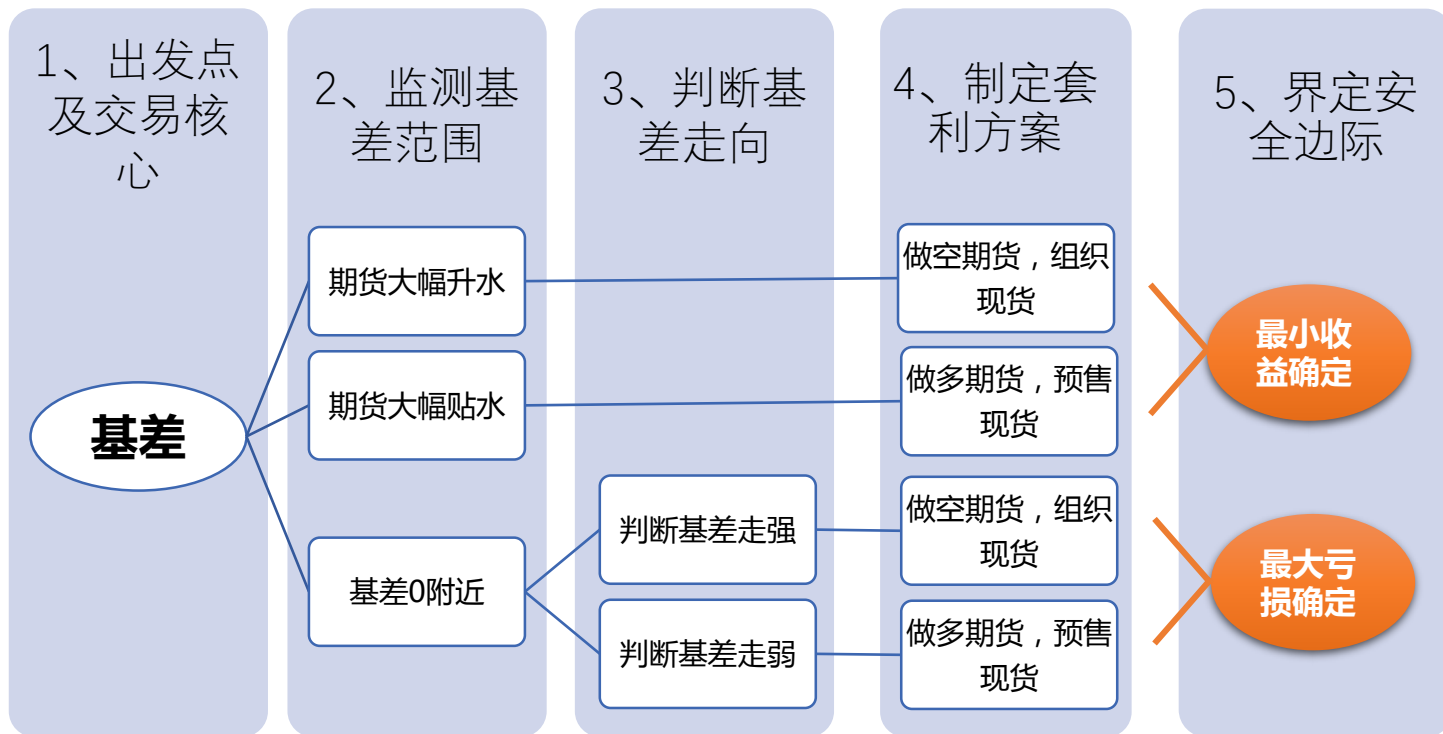 1、出发点
及交易核
心
2、监测基
差范围
3、判断基
差走向
4、制定套
利方案
5、界定安
全边际
基差
期货大幅升水
期货大幅贴水
基差0附近
判断基差走强
判断基差走弱
做空期货，组织
现货
做多期货，预售
现货
做空期货，组织
现货
做多期货，预售
现货
最小收
益确定
最大亏
损确定